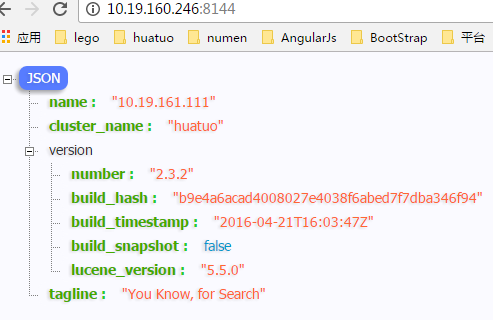 10.19.160.246:8144
应用 lego huatuo numen AngularJs BootStrap 平台
JSON
name : "10.19.161.111"
cluster_name : "huatuo"
version
number : "2.3.2"
build_hash : "b9e4a6acad4008027e4038f6abed7f7dba346f94"
build_timestamp : "2016-04-21T16:03:47Z"
build_snapshot : false
lucene_version : "5.5.0"
tagline : "You Know, for Search"